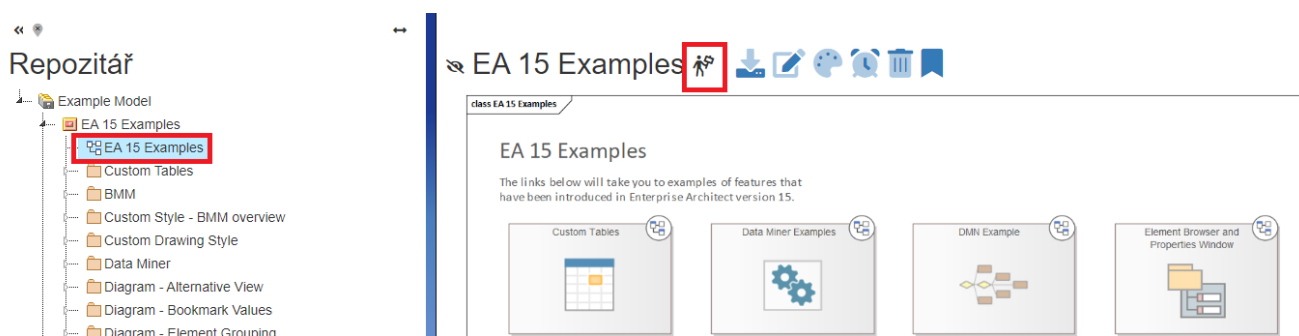 Repozitář
Example Model
EA 15 Examples
EA 15 Examples
Custom Tables
BMM
Custom Style - BMM overview
Custom Drawing Style
Data Miner
Diagram - Alternative View
Diagram - Bookmark Values
Diagram - Element Grouping
EA 15 Examples
class EA 15 Examples
EA 15 Examples
The links below will take you to examples of features that
have been introduced in Enterprise Architect version 15.
Custom Tables
Data Miner Examples
DMN Example
Element Browser and
Properties Window